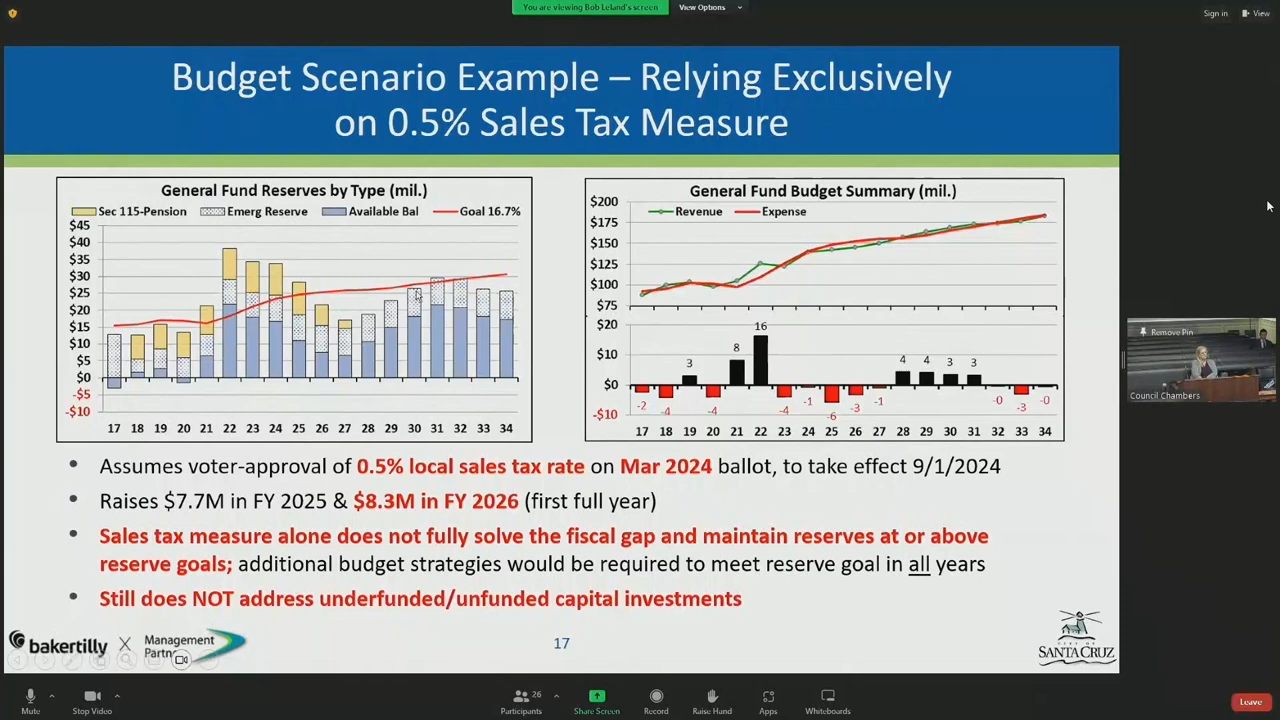 You are viewing Bob Leland's screen
View Options
Sign in
View
Budget Scenario Example – Relying Exclusively
on 0.5% Sales Tax Measure
General Fund Reserves by Type (mil.)
Sec 115-Pension Emerg Reserve Available Bal Goal 16.7%
$45
$40
$35
$30
$25
$20
$15
$10
$5
$0
-$5
-$10
17 18 19 20 21 22 23 24 25 26 27 28 29 30 31 32 33 34
General Fund Budget Summary (mil.)
Revenue Expense
$200
$175
$150
$125
$100
$75
$20
$10
$0
-$10
-2 -4 3 -4 8 16 -4 -1 -6 -3 -1 4 4 3 3 -0 -3 -0
17 18 19 20 21 22 23 24 25 26 27 28 29 30 31 32 33 34
Remove Pin
Council Chambers
• Assumes voter-approval of 0.5% local sales tax rate on Mar 2024 ballot, to take effect 9/1/2024
• Raises $7.7M in FY 2025 & $8.3M in FY 2026 (first full year)
• Sales tax measure alone does not fully solve the fiscal gap and maintain reserves at or above
reserve goals; additional budget strategies would be required to meet reserve goal in all years
• Still does NOT address underfunded/unfunded capital investments
bakertilly X Management
17
CITY OF
SANTA CRUZ
Mute
Stop Video
26
Participants
Share Screen
Record
Raise Hand
Apps
Whiteboards
Leave